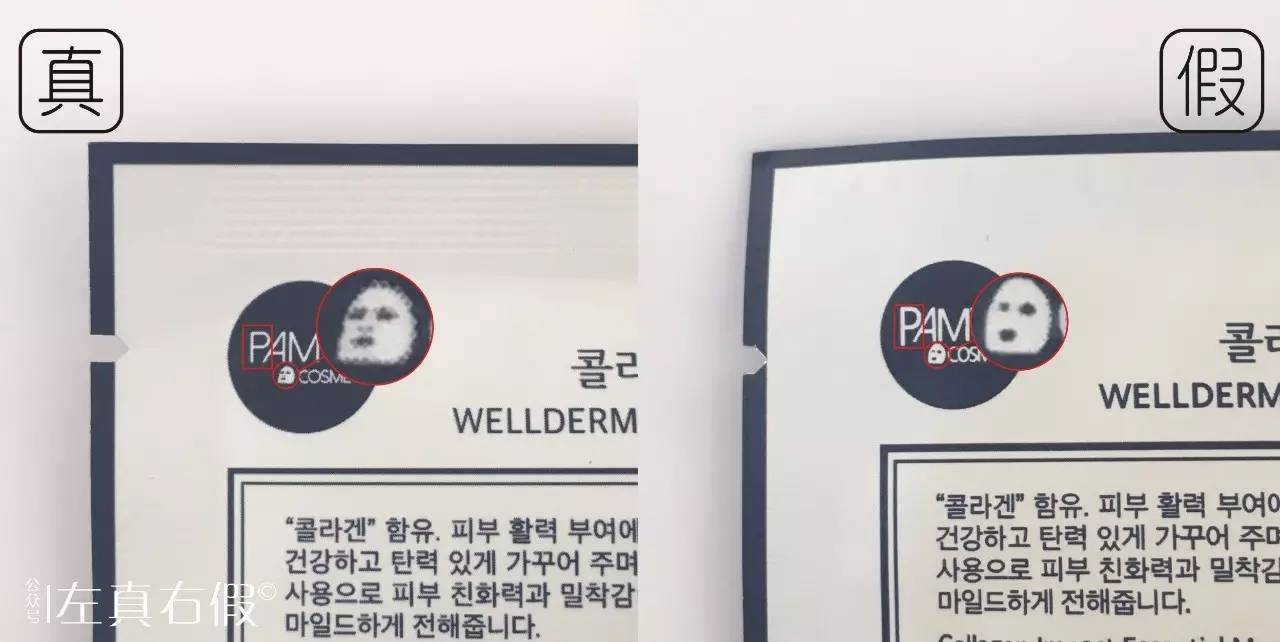 真
PAM
COSME
콜라
WELLDERM
“콜라겐” 함유. 피부 활력 부여에
건강하고 탄력 있게 가꾸어 주며
사용으로 피부 친화력과 밀착감
마일드하게 전해줍니다.
公众号
左真右假©
假
PAM
COSM
콜라
WELLDERM
“콜라겐” 함유. 피부 활력 부여에
건강하고 탄력 있게 가꾸어 주며
사용으로 피부 친화력과 밀착감
마일드하게 전해줍니다.